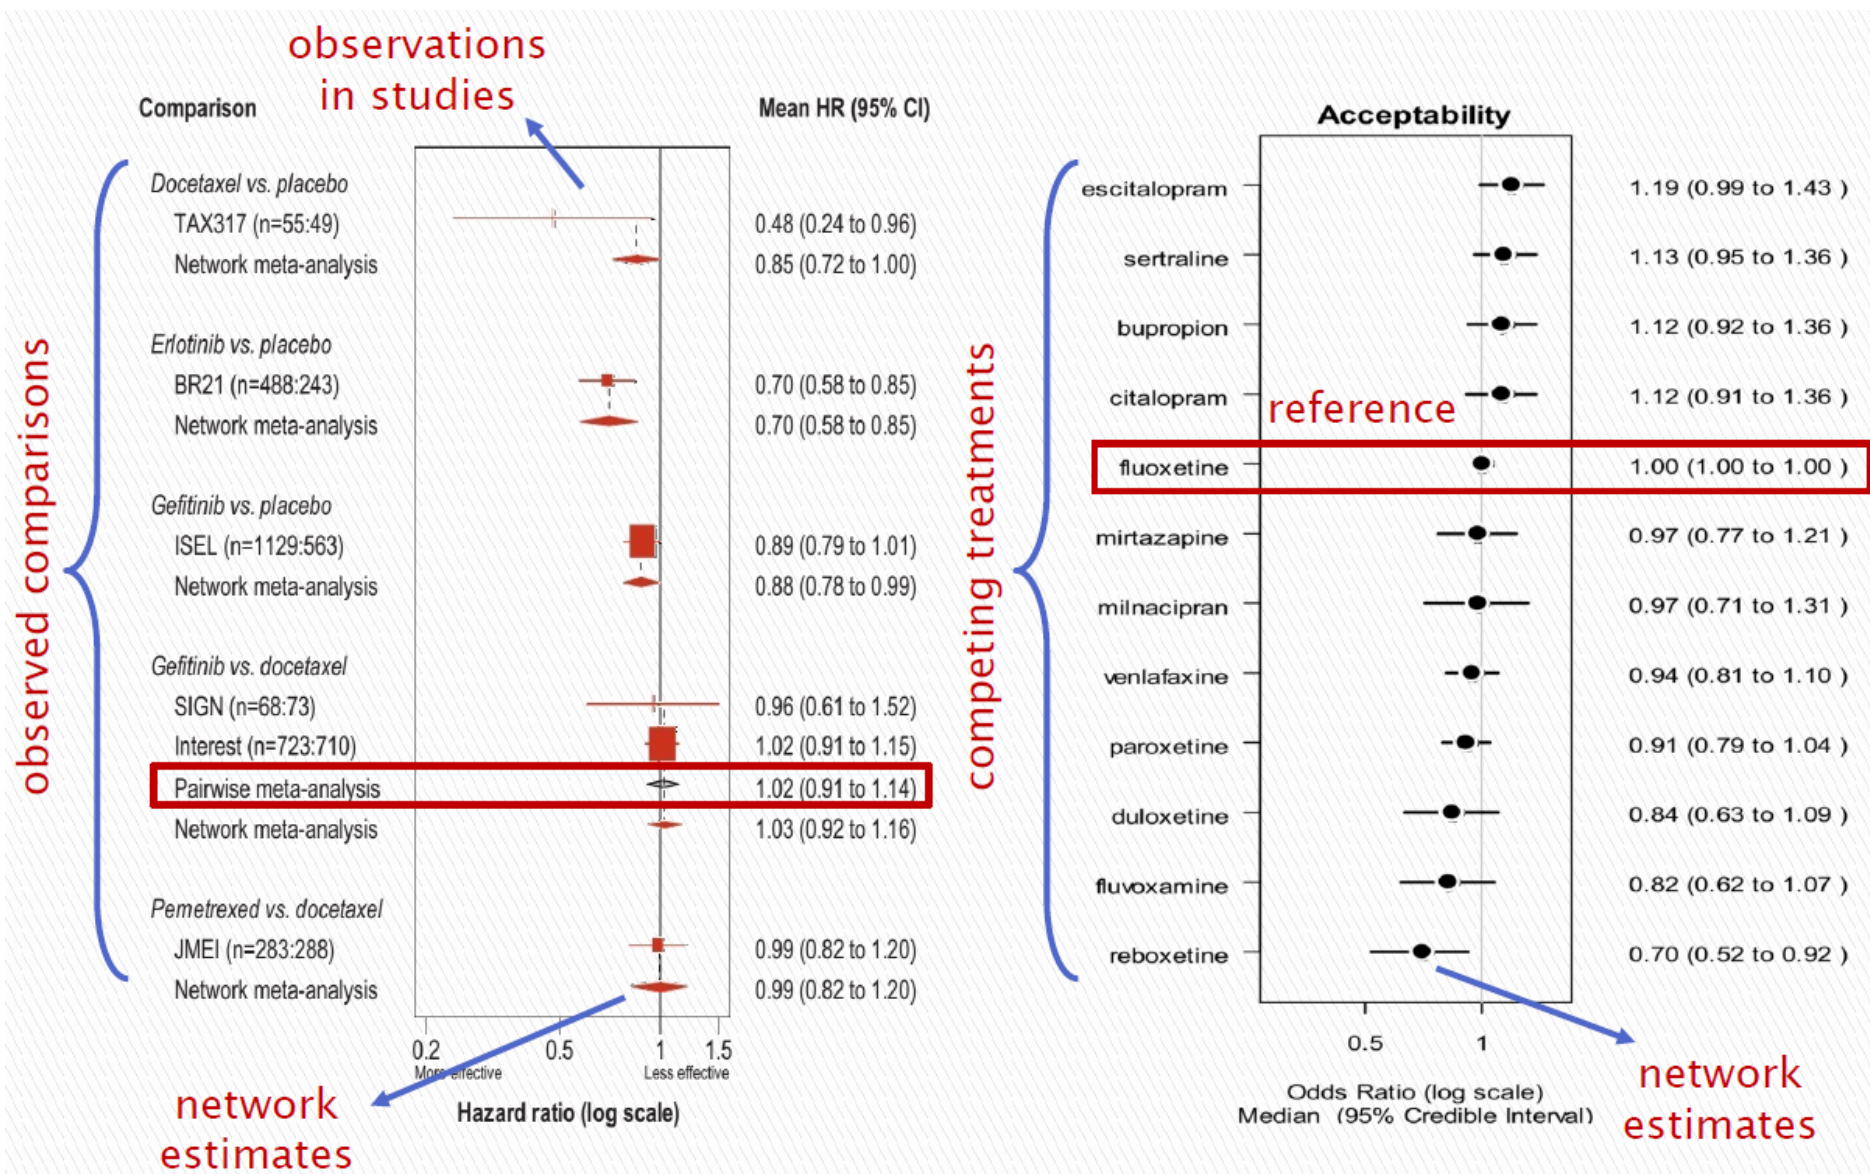 observations
in studies
Comparison
Mean HR (95% CI)
observed comparisons
Docetaxel vs. placebo
TAX317 (n=55:49) 0.48 (0.24 to 0.96)
Network meta-analysis 0.85 (0.72 to 1.00)
Erlotinib vs. placebo
BR21 (n=488:243) 0.70 (0.58 to 0.85)
Network meta-analysis 0.70 (0.58 to 0.85)
Gefitinib vs. placebo
ISEL (n=1129:563) 0.89 (0.79 to 1.01)
Network meta-analysis 0.88 (0.78 to 0.99)
Gefitinib vs. docetaxel
SIGN (n=68:73) 0.96 (0.61 to 1.52)
Interest (n=723:710) 1.02 (0.91 to 1.15)
Pairwise meta-analysis 1.02 (0.91 to 1.14)
Network meta-analysis 1.03 (0.92 to 1.16)
Pemetrexed vs. docetaxel
JMEI (n=283:288) 0.99 (0.82 to 1.20)
Network meta-analysis 0.99 (0.82 to 1.20)
0.2 0.5 1 1.5
More effective Less effective
Hazard ratio (log scale)
network
estimates
Acceptability
competing treatments
escitalopram 1.19 (0.99 to 1.43 )
sertraline 1.13 (0.95 to 1.36 )
bupropion 1.12 (0.92 to 1.36 )
citalopram 1.12 (0.91 to 1.36 )
reference
fluoxetine 1.00 (1.00 to 1.00 )
mirtazapine 0.97 (0.77 to 1.21 )
milnacipran 0.97 (0.71 to 1.31 )
venlafaxine 0.94 (0.81 to 1.10 )
paroxetine 0.91 (0.79 to 1.04 )
duloxetine 0.84 (0.63 to 1.09 )
fluvoxamine 0.82 (0.62 to 1.07 )
reboxetine 0.70 (0.52 to 0.92 )
0.5 1
Odds Ratio (log scale)
Median (95% Credible Interval)
network
estimates